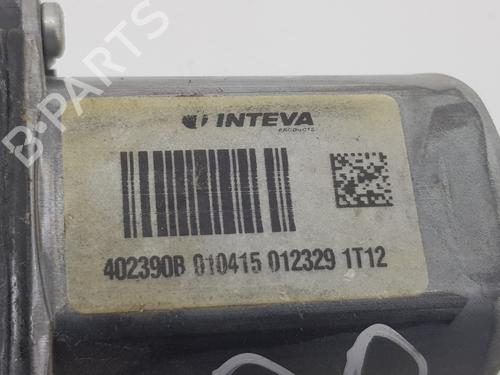 INTEVA
PRODUCTS
402390B 010415 012329 1T12
B-PARTS